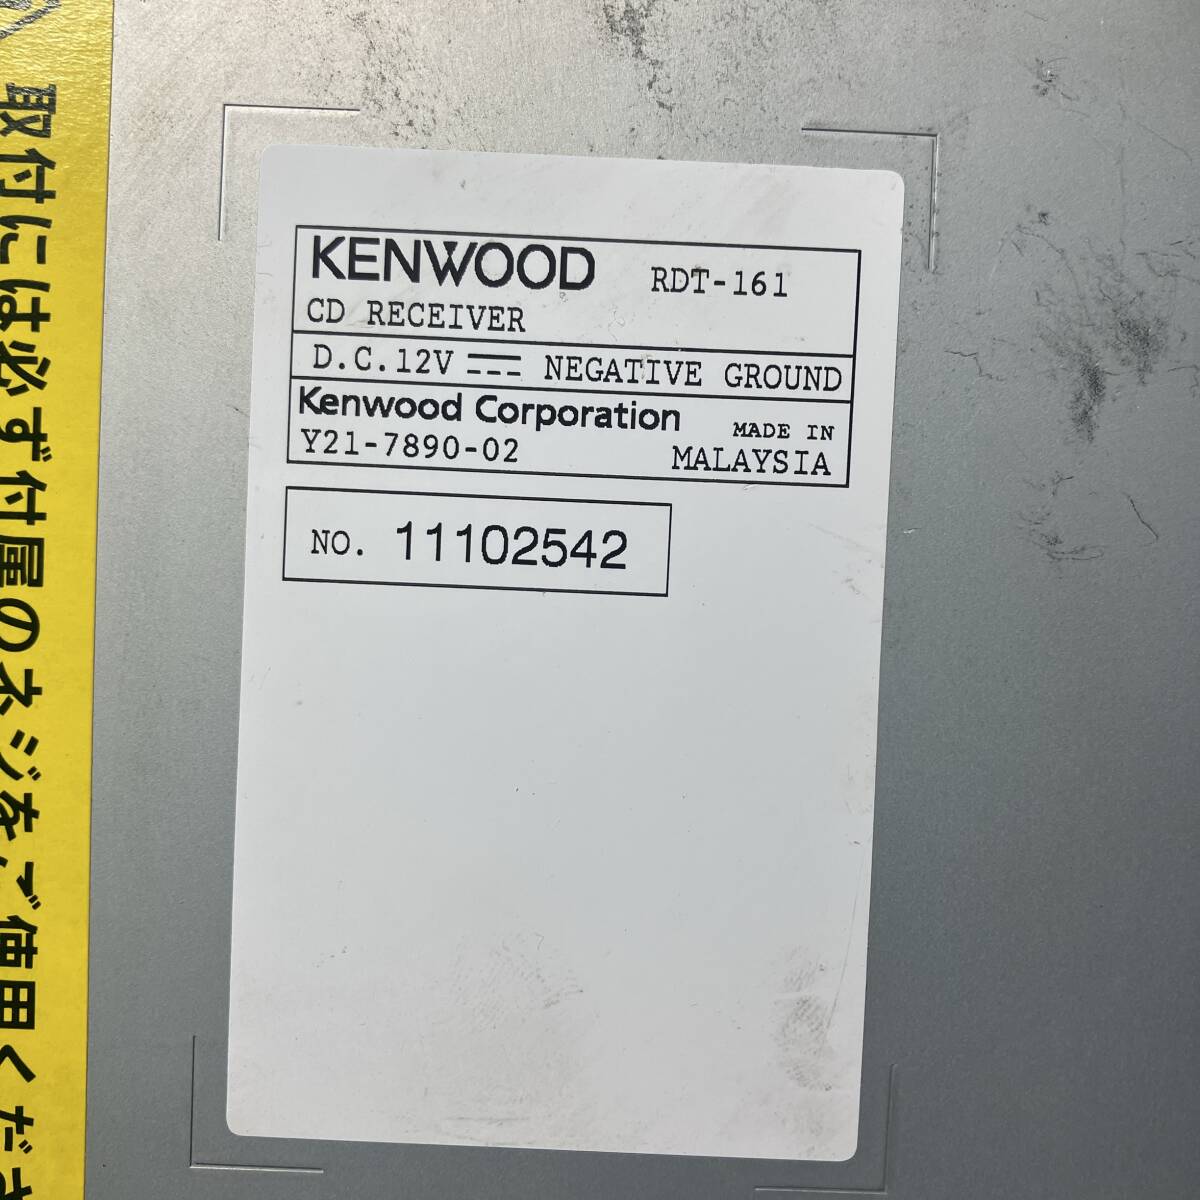 取付には必ず付属のネジをご使用くださ
KENWOOD RDT-161
CD RECEIVER
D.C.12V NEGATIVE GROUND
Kenwood Corporation
Y21-7890-02
MADE IN
MALAYSIA
NO. 11102542